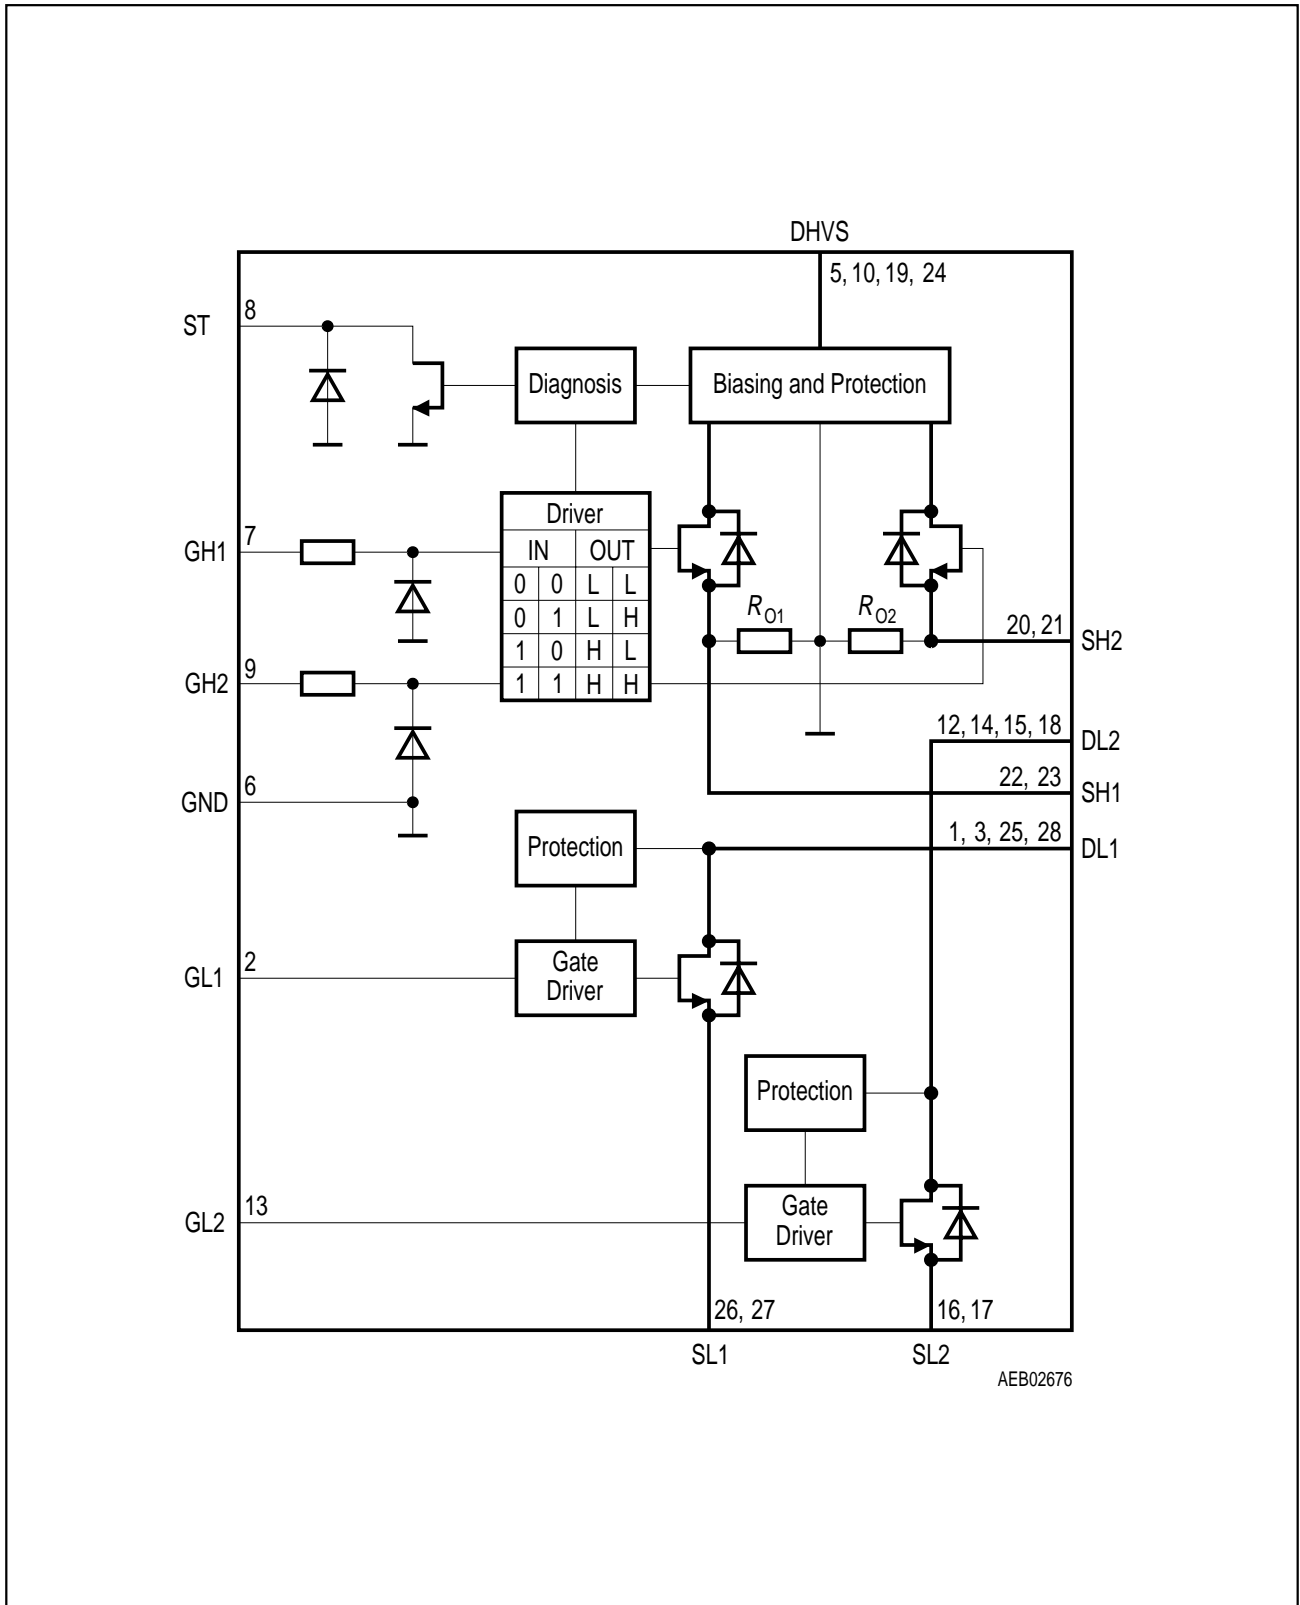 DHVS
5, 10, 19, 24
8
ST
Diagnosis
Biasing and Protection
Driver
IN OUT
0 0 L L
0 1 L H
1 0 H L
1 1 H H
7
GH1
RO1
RO2
20, 21
SH2
9
GH2
12, 14, 15, 18
DL2
22, 23
SH1
6
GND
1, 3, 25, 28
DL1
Protection
2
GL1
Gate
Driver
Protection
13
GL2
Gate
Driver
26, 27
16, 17
SL1
SL2
AEB02676